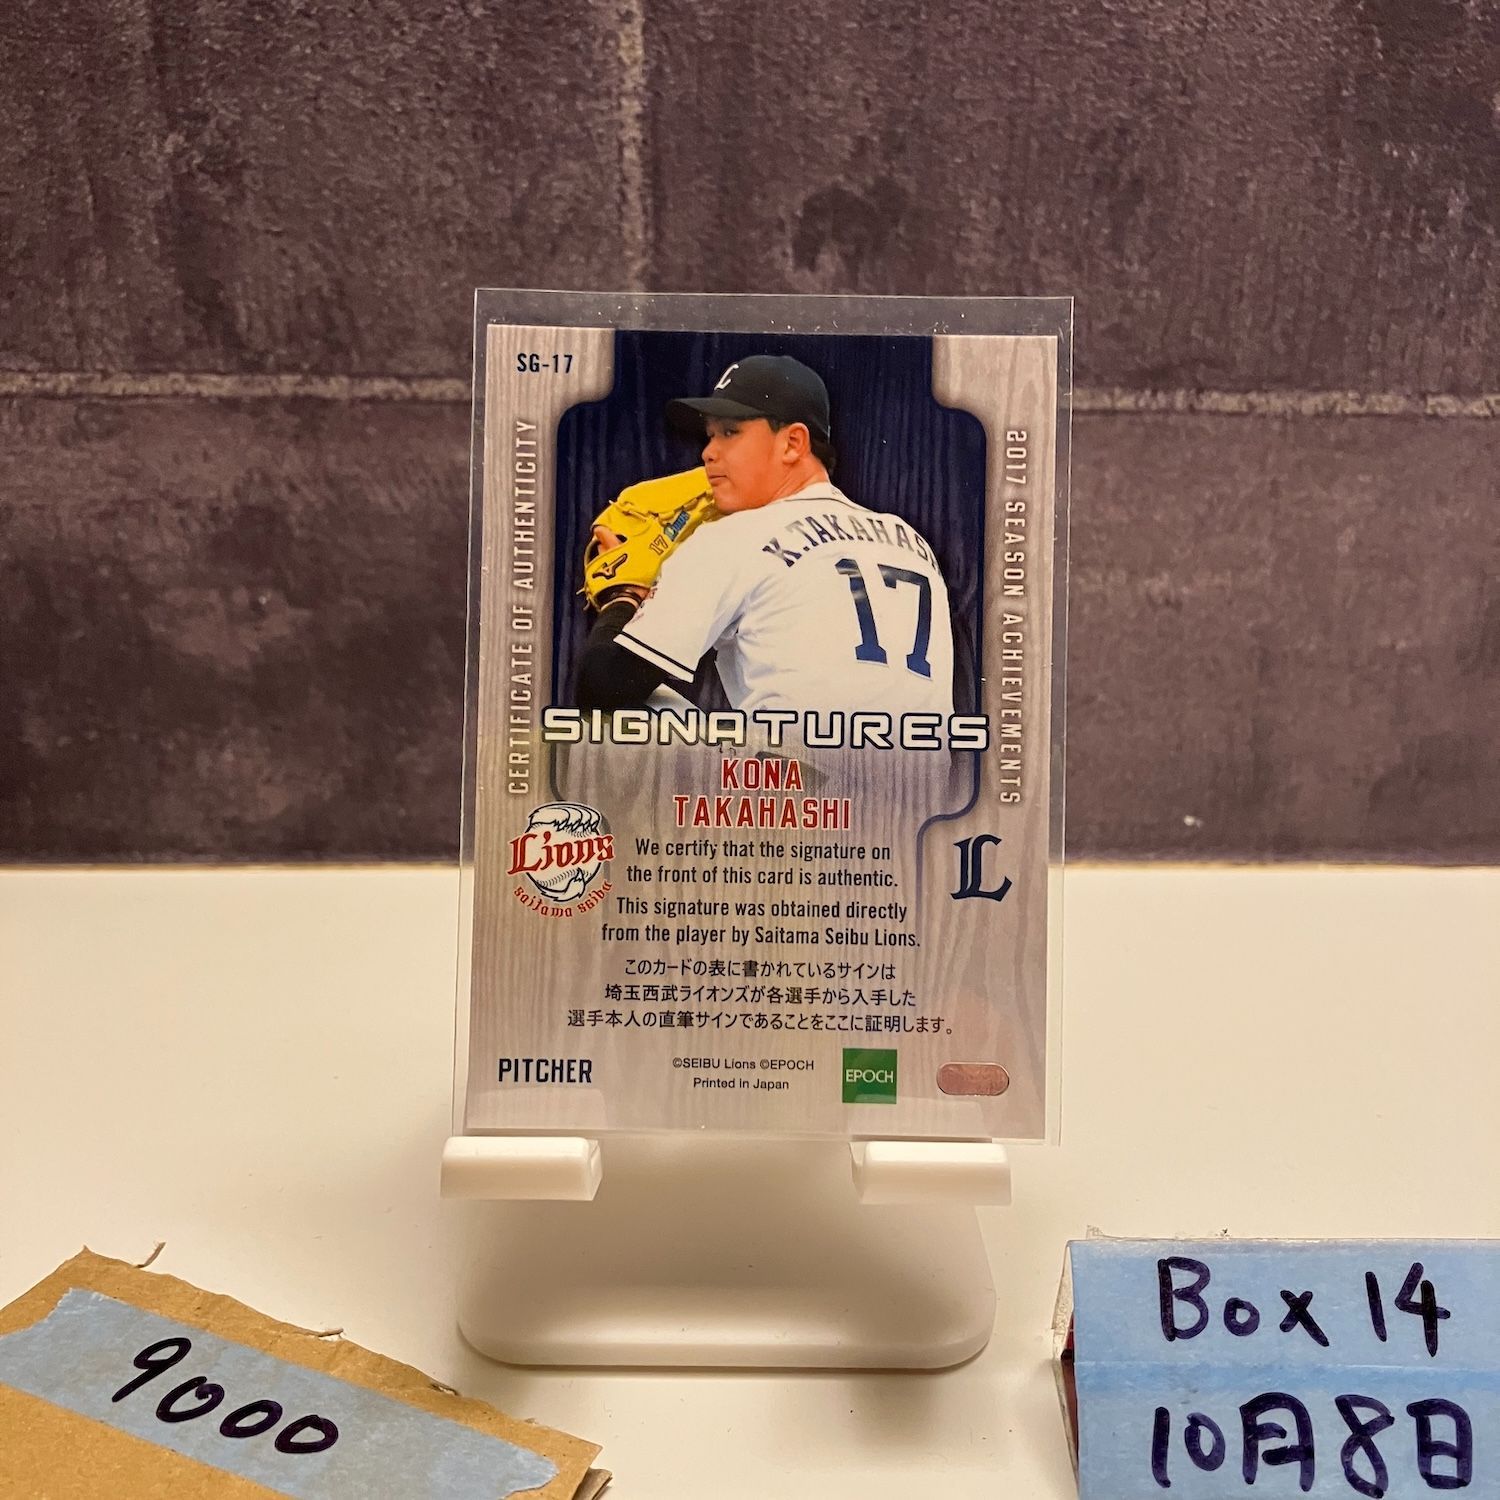 SG-17
CERTIFICATE OF AUTHENTICITY
2017 SEASON ACHIEVEMENTS
L
Lions
17
K.TAKAHAS
17
SIGNATURES
KONA
TAKAHASHI
Lions
Saitama Seibu
L
We certify that the signature on
the front of this card is authentic.
This signature was obtained directly
from the player by Saitama Seibu Lions.
このカードの表に書かれているサインは
埼玉西武ライオンズが各選手から入手した
選手本人の直筆サインであることをここに証明します。
PITCHER
©SEIBU Lions ©EPOCH
Printed in Japan
EPOCH
9000
Box 14
10月8日